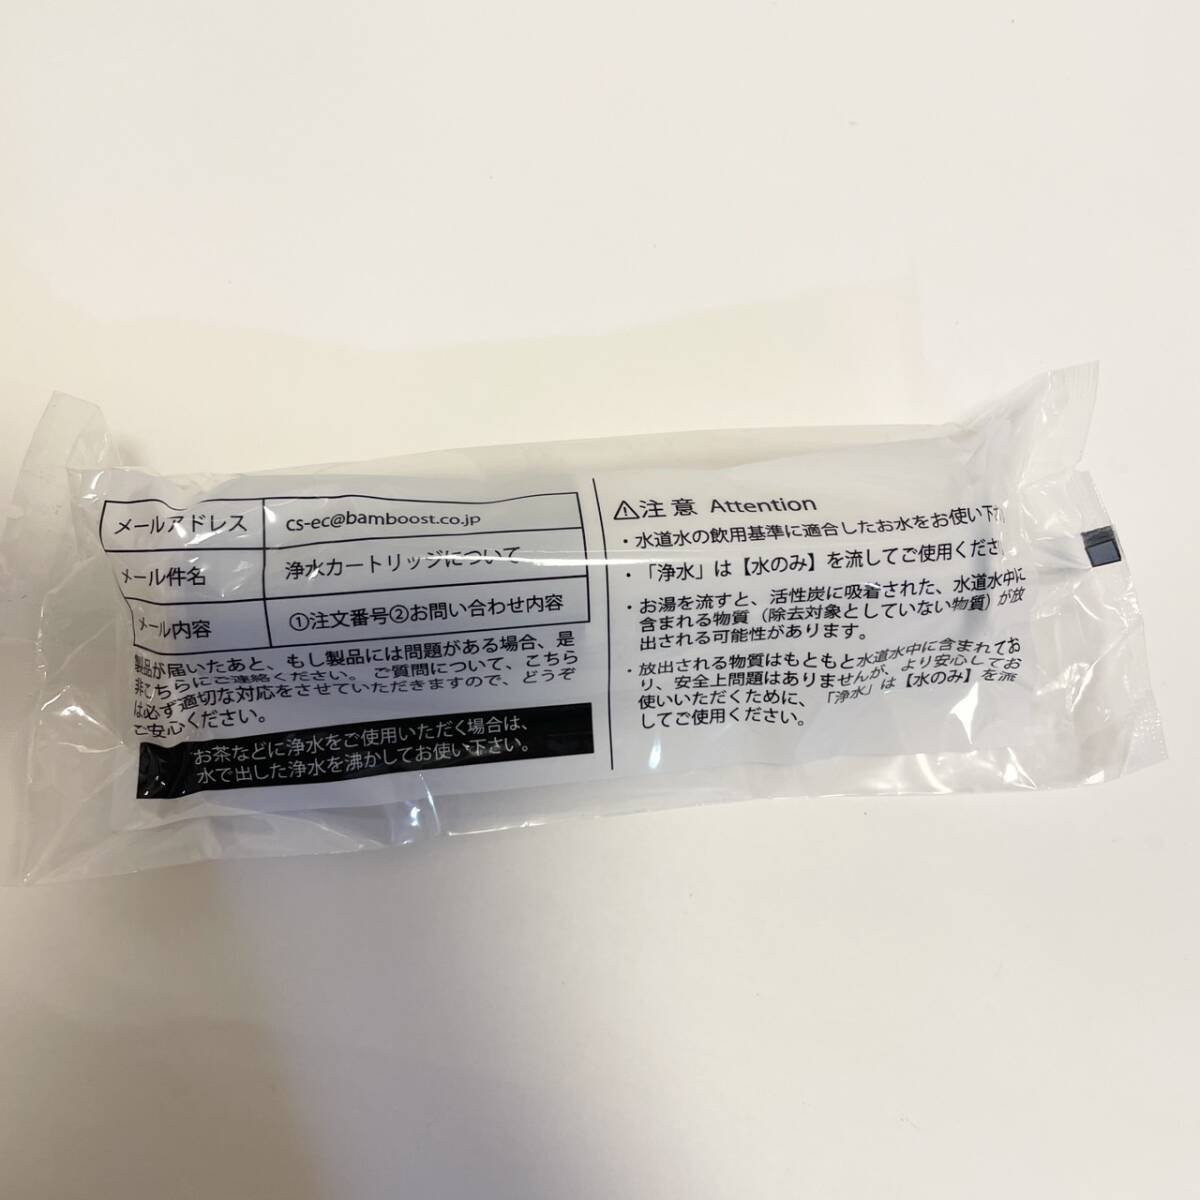 メールアドレス cs-ec@bamboost.co.jp
メール件名 浄水カートリッジについて
メール内容 ①注文番号②お問い合わせ内容
製品が届いたあと、もし製品には問題がある場合、是
非こちらにご連絡ください。 ご質問について、こちら
は必ず適切な対応をさせていただきますので、どうぞ
ご安心ください。
お茶などに浄水をご使用いただく場合は、
水で出した浄水を沸かしてお使い下さい。
⚠注意 Attention
・水道水の飲用基準に適合したお水をお使い下
・「浄水」は【水のみ】を流してご使用くださ
・お湯を流すと、活性炭に吸着された、水道水中に
含まれる物質（除去対象としていない物質）が放
出される可能性があります。
・放出される物質はもともと水道水中に含まれてお
り、安全上問題はありませんが、より安心してお
使いいただくために、「浄水」は【水のみ】を流
してご使用ください。